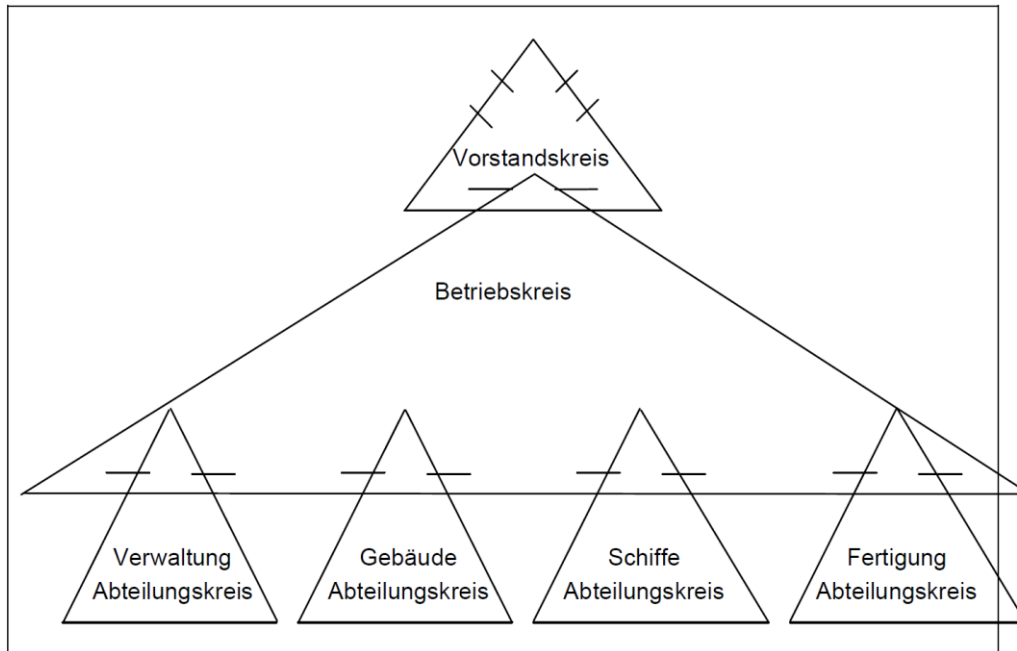 Vorstandskreis
Betriebskreis
Verwaltung
Abteilungskreis
Gebäude
Abteilungskreis
Schiffe
Abteilungskreis
Fertigung
Abteilungskreis